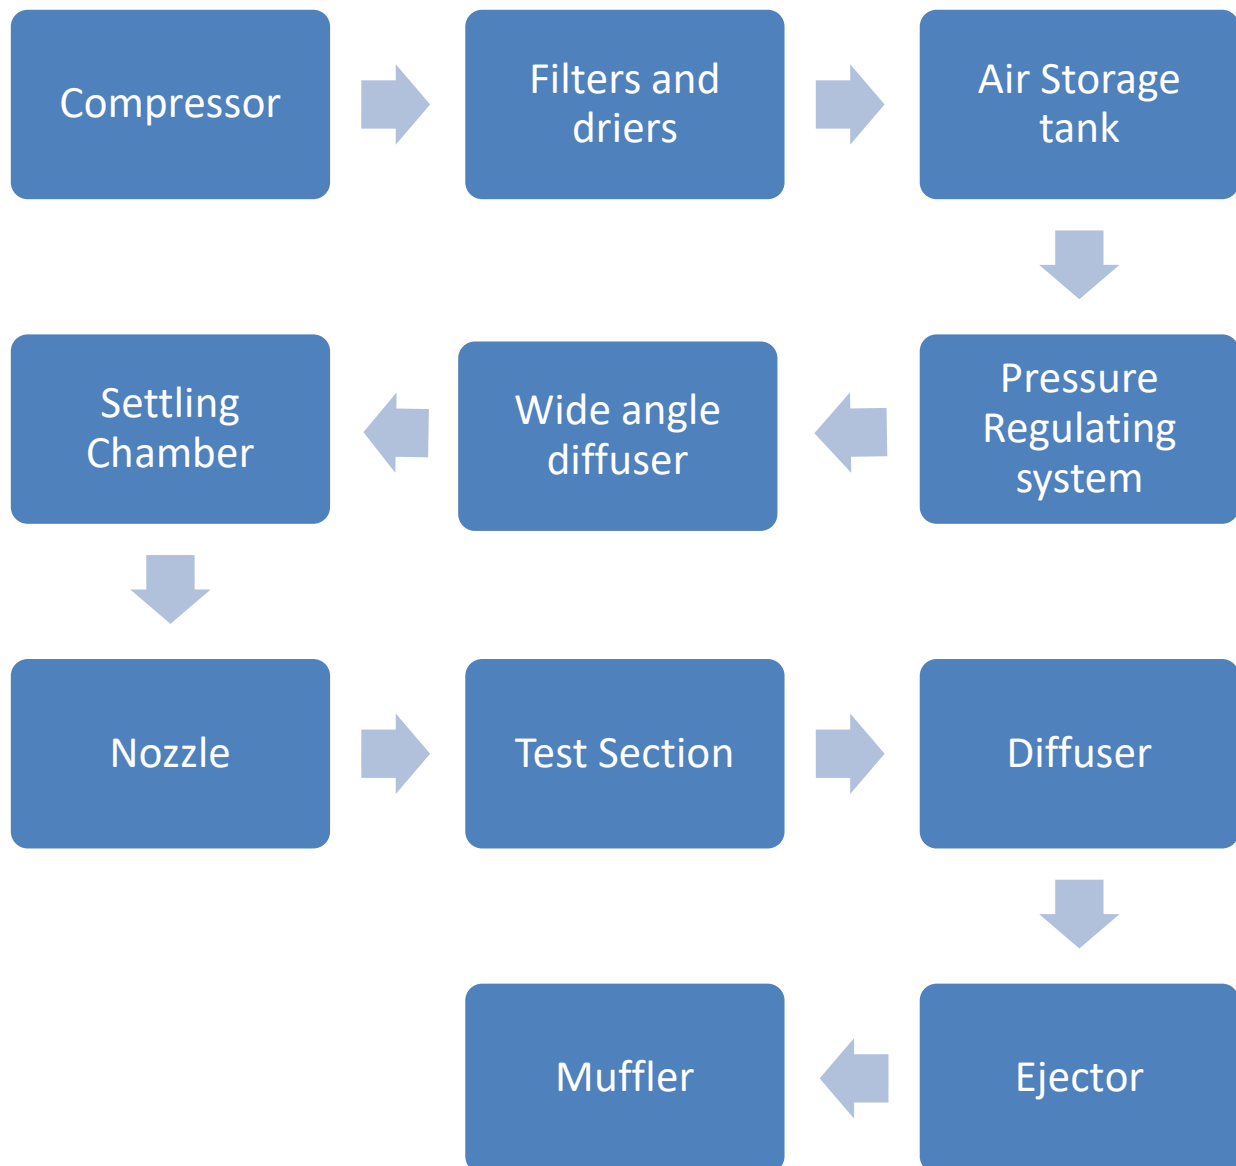 Compressor
Filters and
driers
Air Storage
tank
Pressure
Regulating
system
Wide angle
diffuser
Settling
Chamber
Nozzle
Test Section
Diffuser
Ejector
Muffler